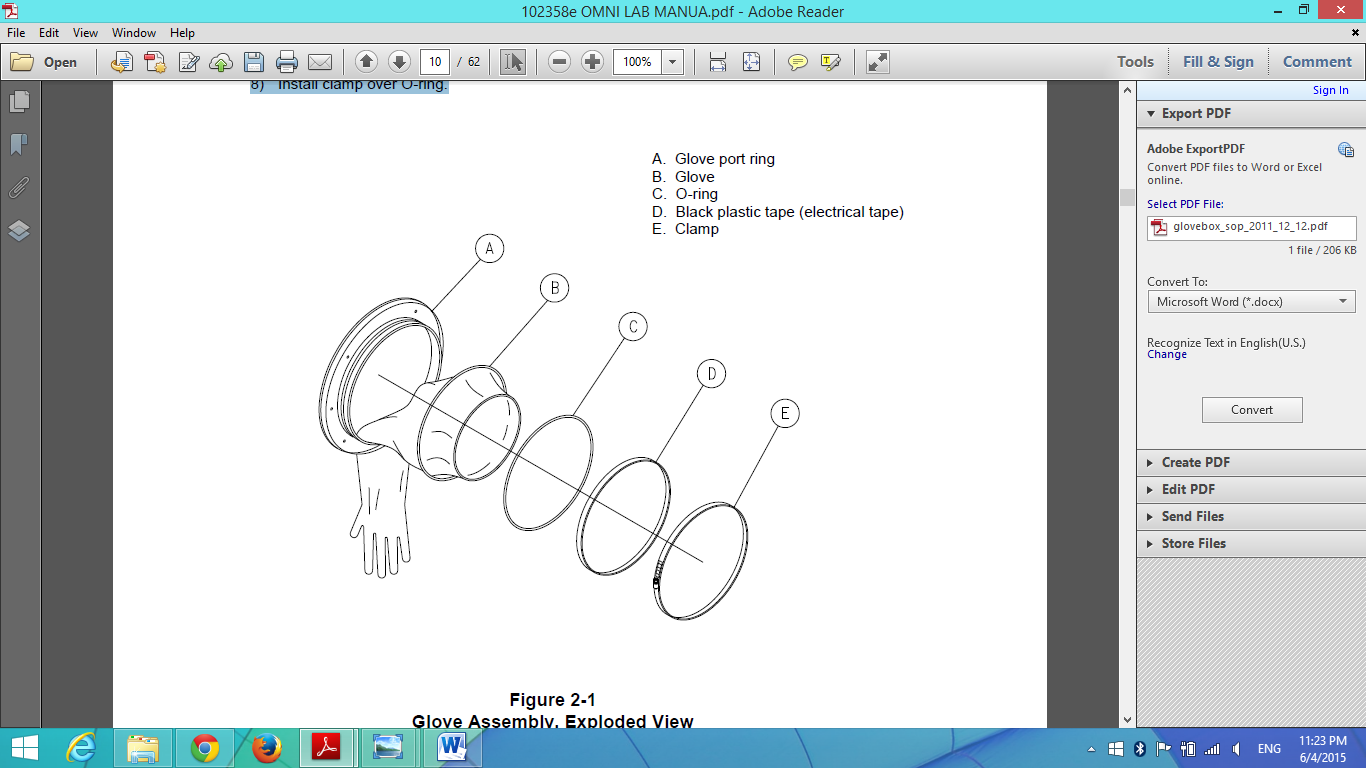 102358e OMNI LAB MANUA.pdf - Adobe Reader
File Edit View Window Help
Open 10 / 62 100% Tools Fill & Sign Comment
Sign In
8) Install clamp over O-ring.
A. Glove port ring
B. Glove
C. O-ring
D. Black plastic tape (electrical tape)
E. Clamp
A
B
C
D
E
Figure 2-1
Glove Assembly, Exploded View
Export PDF
Adobe ExportPDF
Convert PDF files to Word or Excel
online.
Select PDF File:
glovebox_sop_2011_12_12.pdf
1 file / 206 KB
Convert To:
Microsoft Word (*.docx)
Recognize Text in English(U.S.)
Change
Convert
Create PDF
Edit PDF
Send Files
Store Files
ENG
11:23 PM
6/4/2015